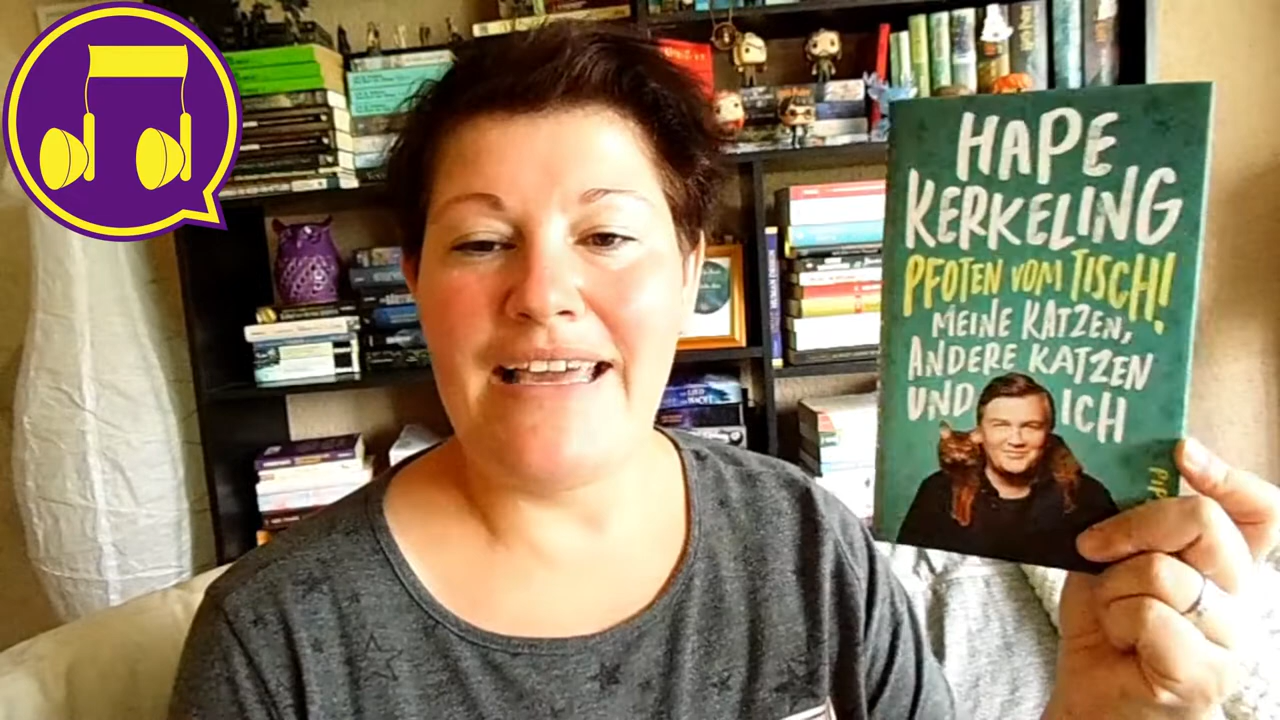 HAPE
KERKELING
PFOTEN VOM TISCH!
MEINE KATZEN,
ANDERE KATZEN
UND ICH